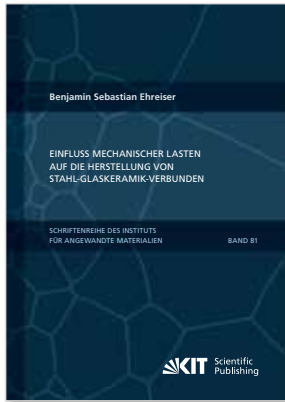 Benjamin Sebastian Ehreiser
EINFLUSS MECHANISCHER LASTEN
AUF DIE HERSTELLUNG VON
STAHL-GLASKERAMIK-VERBUNDEN
SCHRIFTENREIHE DES INSTITUTS
FÜR ANGEWANDTE MATERIALIEN BAND 81
KIT Scientific
Publishing